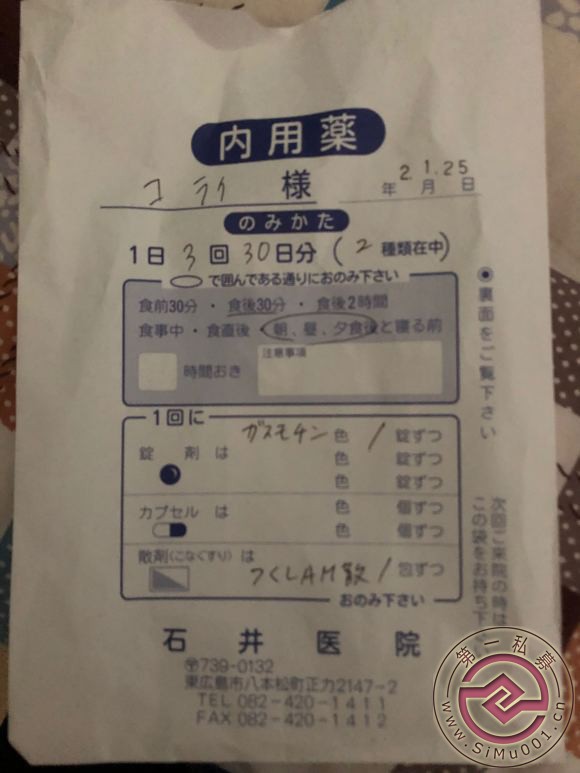 内用薬
コライ 様
2 1.25
年 月 日
のみかた
1日 3 回 30日分 (2 種類在中)
で囲んである通りにおのみ下さい
食前30分・食後30分・食後2時間
食事中・食直後・朝、昼、夕食後と寝る前
時間おき
注意事項
1回に
ガスモチン 色 / 錠ずつ
錠 剤 は 色 錠ずつ
色 錠ずつ
カプセル は 色 個ずつ
色 個ずつ
散剤(こなぐすり)は
つくしAM散 / 包ずつ
おのみ下さい
◉裏面をご覧下さい
次回ご来院の時は
この袋をお持ち下
石井医院
〒739-0132
東広島市八本松町正力2147-2
TEL 082-420-1411
FAX 082-420-1412
第一私募
www.SiMu001.cn